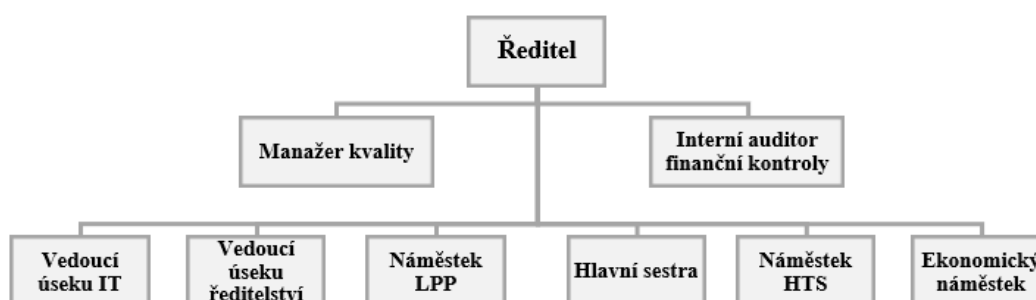 Ředitel
Manažer kvality
Interní auditor
finanční kontroly
Vedoucí
úseku IT
Vedoucí
úseku
ředitelství
Náměstek
LPP
Hlavní sestra
Náměstek
HTS
Ekonomický
náměstek